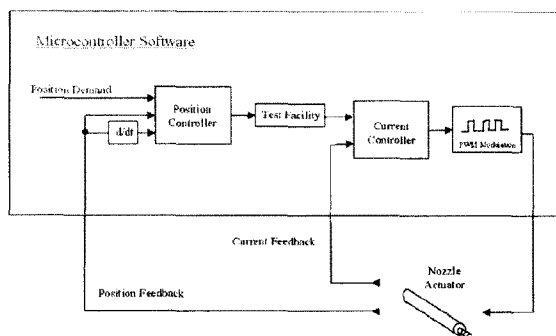 Microcontroller Software
Position Demand
Position
Controller
d/dt
Test Facility
Current
Controller
PWM Modulation
Current Feedback
Position Feedback
Nozzle
Actuator